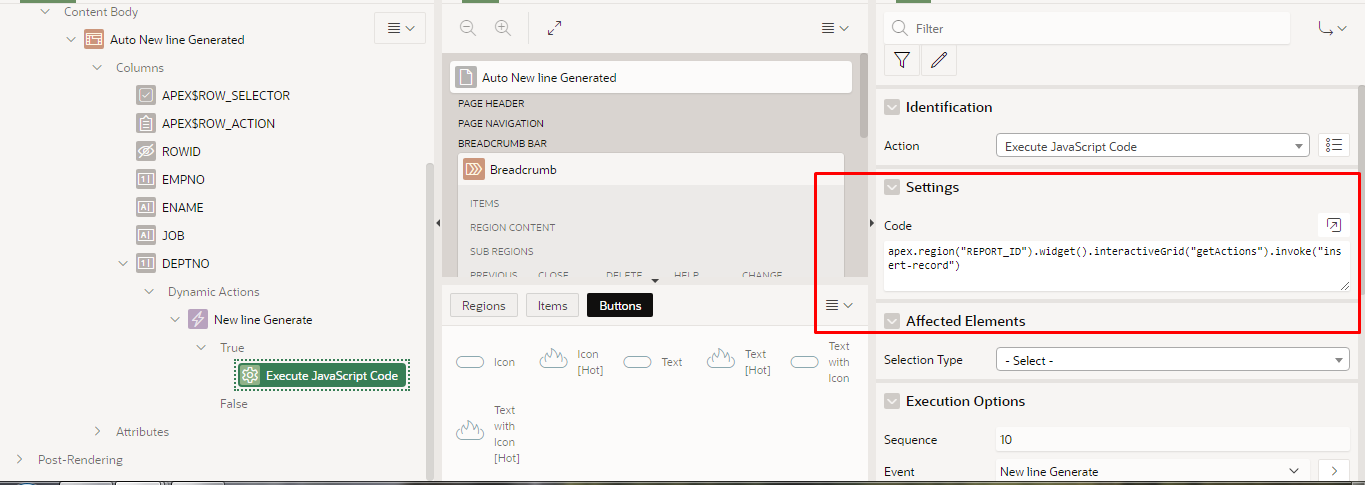 Content Body
Auto New line Generated
Columns
APEX$ROW_SELECTOR
APEX$ROW_ACTION
ROWID
EMPNO
ENAME
JOB
DEPTNO
Dynamic Actions
New line Generate
True
Execute JavaScript Code
False
Attributes
Post-Rendering
Auto New line Generated
PAGE HEADER
PAGE NAVIGATION
BREADCRUMB BAR
Breadcrumb
ITEMS
REGION CONTENT
SUB REGIONS
PREVIOUS CLOSE DELETE HELP CHANGE
Regions Items Buttons
Icon
Icon
[Hot]
Text
Text
[Hot]
Text
with
Icon
Text
with
Icon
[Hot]
Filter
Identification
Action Execute JavaScript Code
Settings
Code
apex.region("REPORT_ID").widget().interactiveGrid("getActions").invoke("ins
ert-record")
Affected Elements
Selection Type - Select -
Execution Options
Sequence 10
Event New line Generate